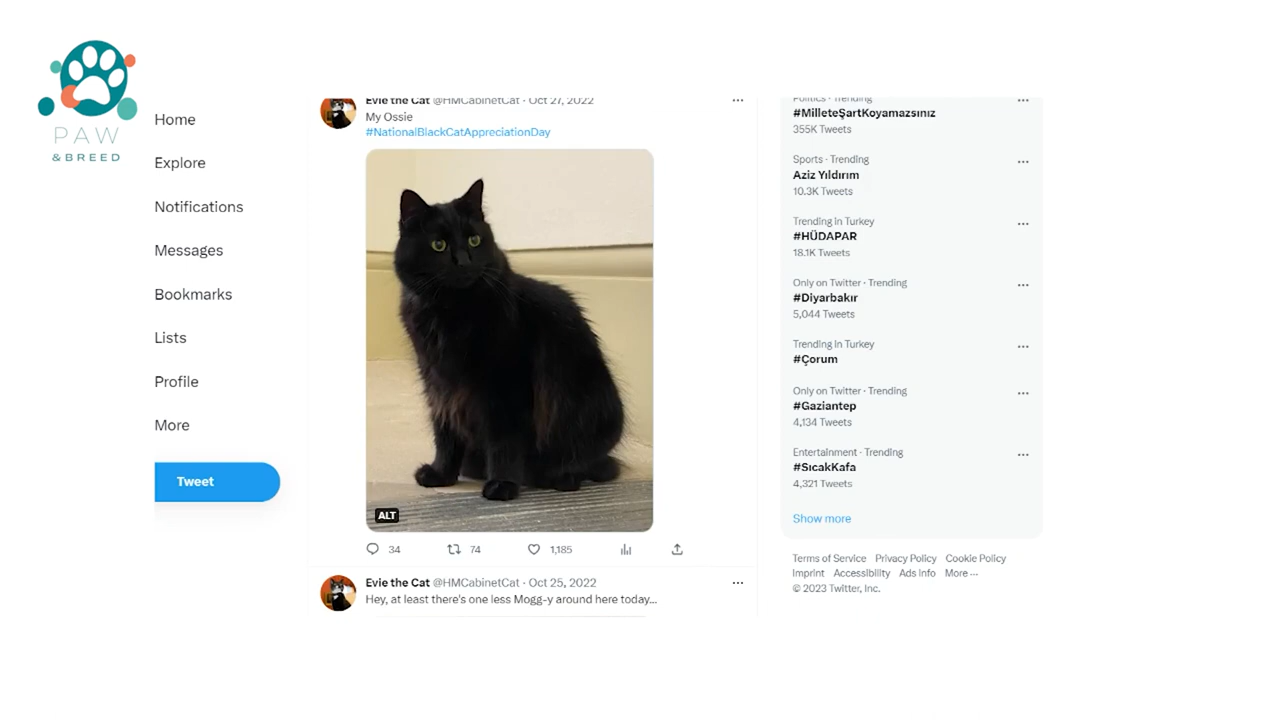 PAW
& BREED
Home
Explore
Notifications
Messages
Bookmarks
Lists
Profile
More
Tweet
Evie the Cat @HMCabinetCat · Oct 27, 2022
My Ossie
#NationalBlackCatAppreciationDay
ALT
34 74 1,185
Evie the Cat @HMCabinetCat · Oct 25, 2022
Hey, at least there's one less Mogg-y around here today...
Politics · Trending
#MilleteŞartKoyamazsınız
355K Tweets
Sports · Trending
Aziz Yıldırım
10.3K Tweets
Trending in Turkey
#HÜDAPAR
18.1K Tweets
Only on Twitter · Trending
#Diyarbakır
5,044 Tweets
Trending in Turkey
#Çorum
Only on Twitter · Trending
#Gaziantep
4,134 Tweets
Entertainment · Trending
#SıcakKafa
4,321 Tweets
Show more
Terms of Service Privacy Policy Cookie Policy
Imprint Accessibility Ads info More ···
© 2023 Twitter, Inc.